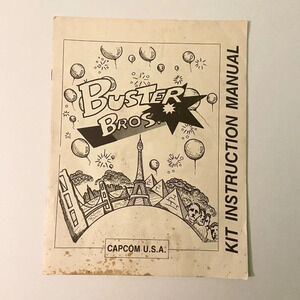 BUSTER
BROS.
KIT INSTRUCTION MANUAL
CAPCOM U.S.A.